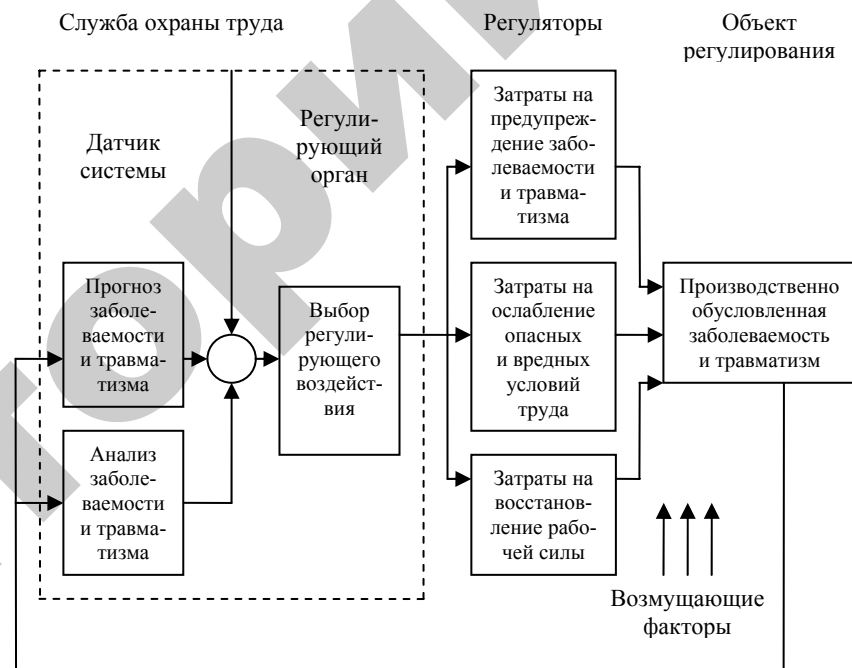 Служба охраны труда
Регуляторы
Объект
регулирования
Датчик
системы
Регули-
рующий
орган
Прогноз
заболе-
ваемости
и травма-
тизма
Анализ
заболе-
ваемости
и травма-
тизма
Выбор
регули-
рующего
воздейст-
вия
Затраты на
предупреж-
дение забо-
леваемости
и травма-
тизма
Затраты на
ослабление
опасных
и вредных
условий
труда
Затраты на
восстанов-
ление рабо-
чей силы
Производственно
обусловленная
заболеваемость
и травматизм
Возмущающие
факторы